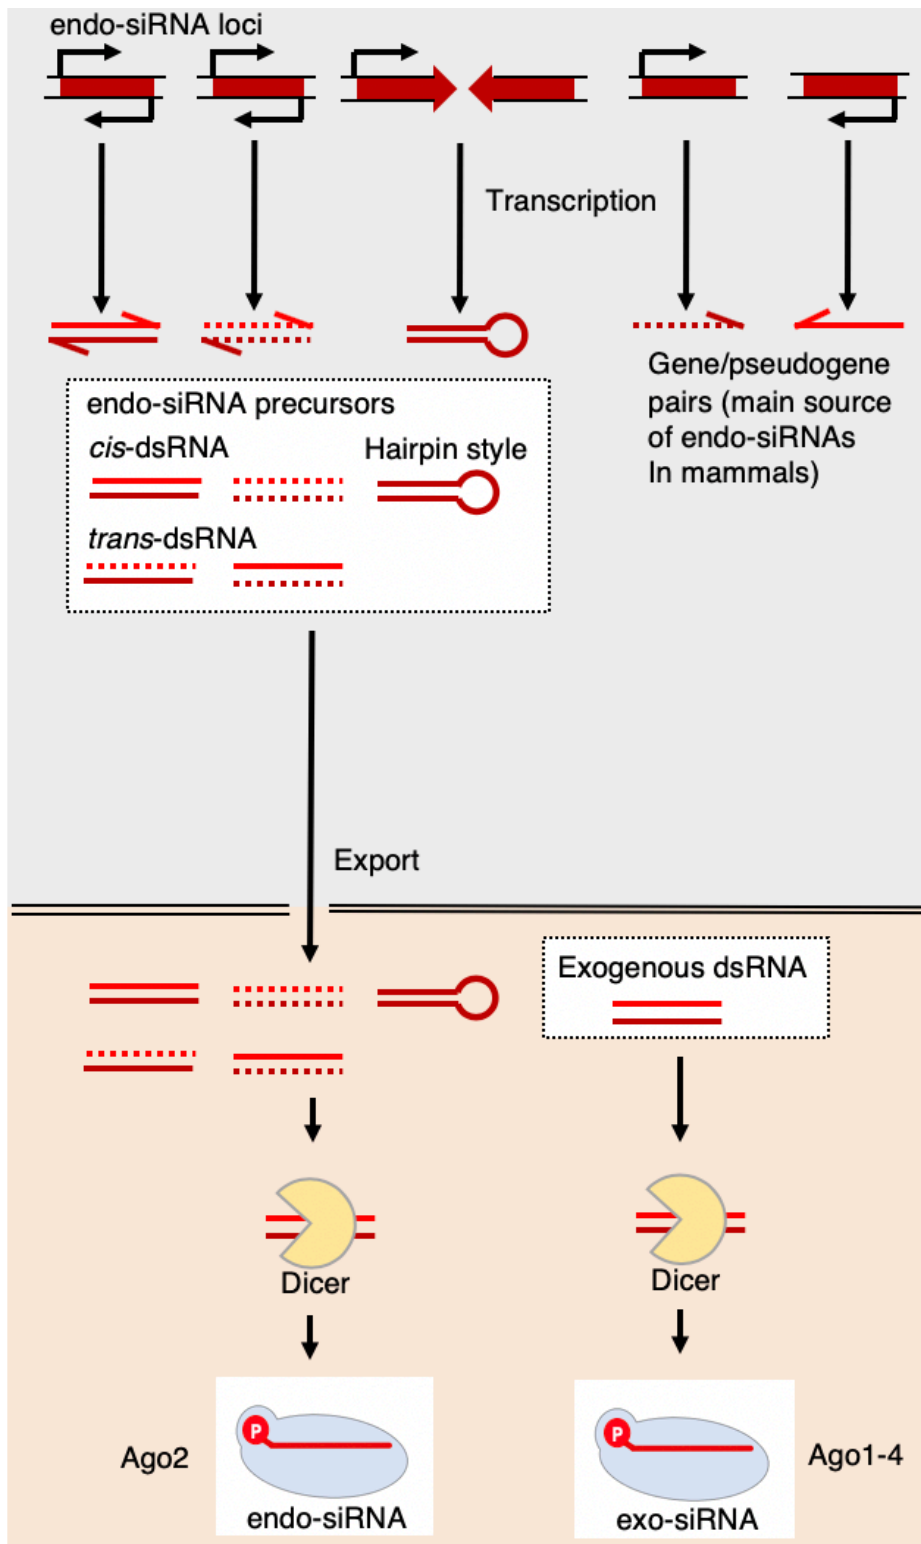 endo-siRNA loci
Transcription
Gene/pseudogene
pairs (main source
of endo-siRNAs
In mammals)
endo-siRNA precursors
cis-dsRNA
Hairpin style
trans-dsRNA
Export
Exogenous dsRNA
Dicer
Dicer
Ago2
P
endo-siRNA
P
exo-siRNA
Ago1-4